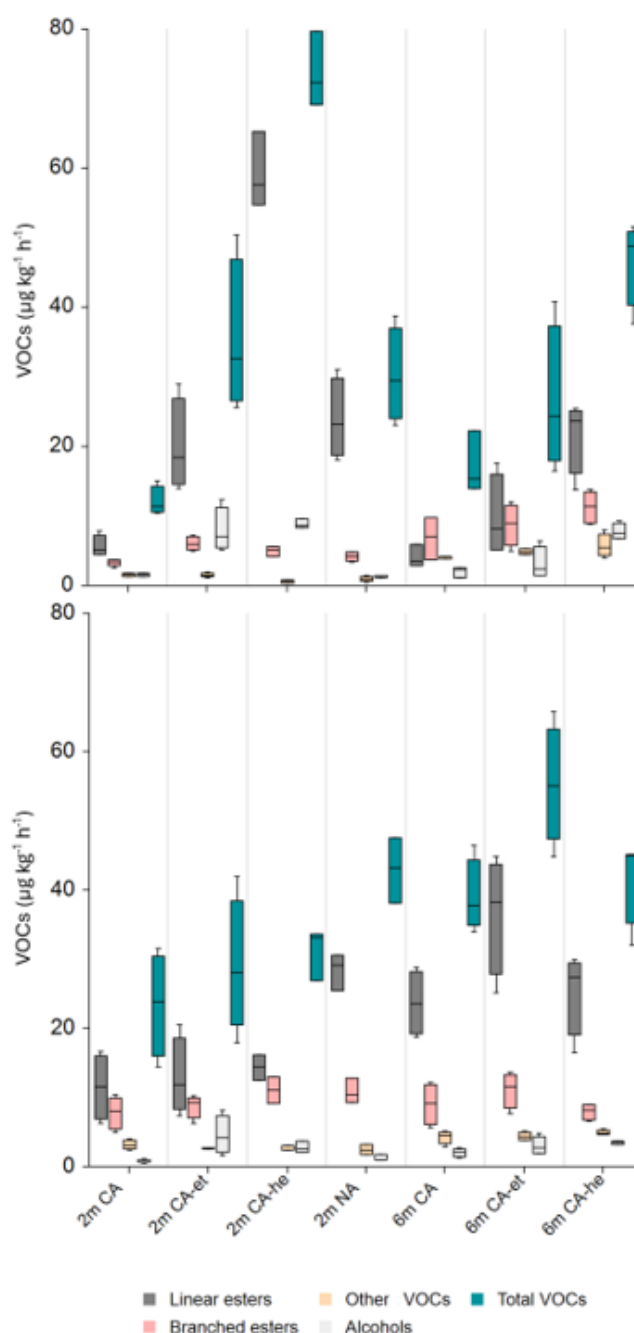 80
60
40
20
0
VOCs (µg kg⁻¹ h⁻¹)
80
60
40
20
0
VOCs (µg kg⁻¹ h⁻¹)
2m CA
2m CA-et
2m CA-he
2m NA
6m CA
6m CA-et
6m CA-he
Linear esters
Other VOCs
Total VOCs
Branched esters
Alcohols